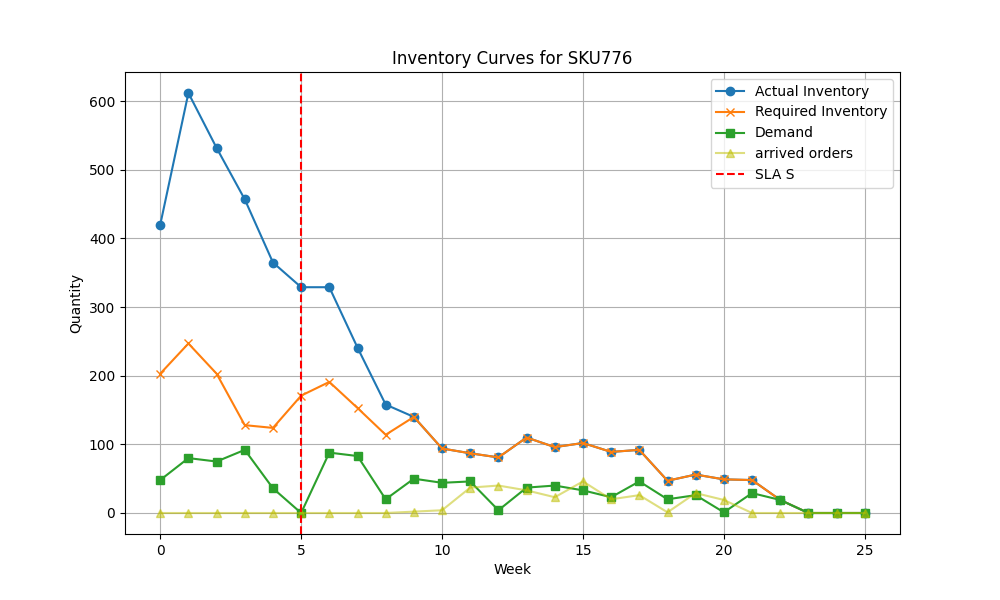 Inventory Curves for SKU776
Actual Inventory
Required Inventory
Demand
arrived orders
SLA S
Quantity
600
500
400
300
200
100
0
0 5 10 15 20 25
Week